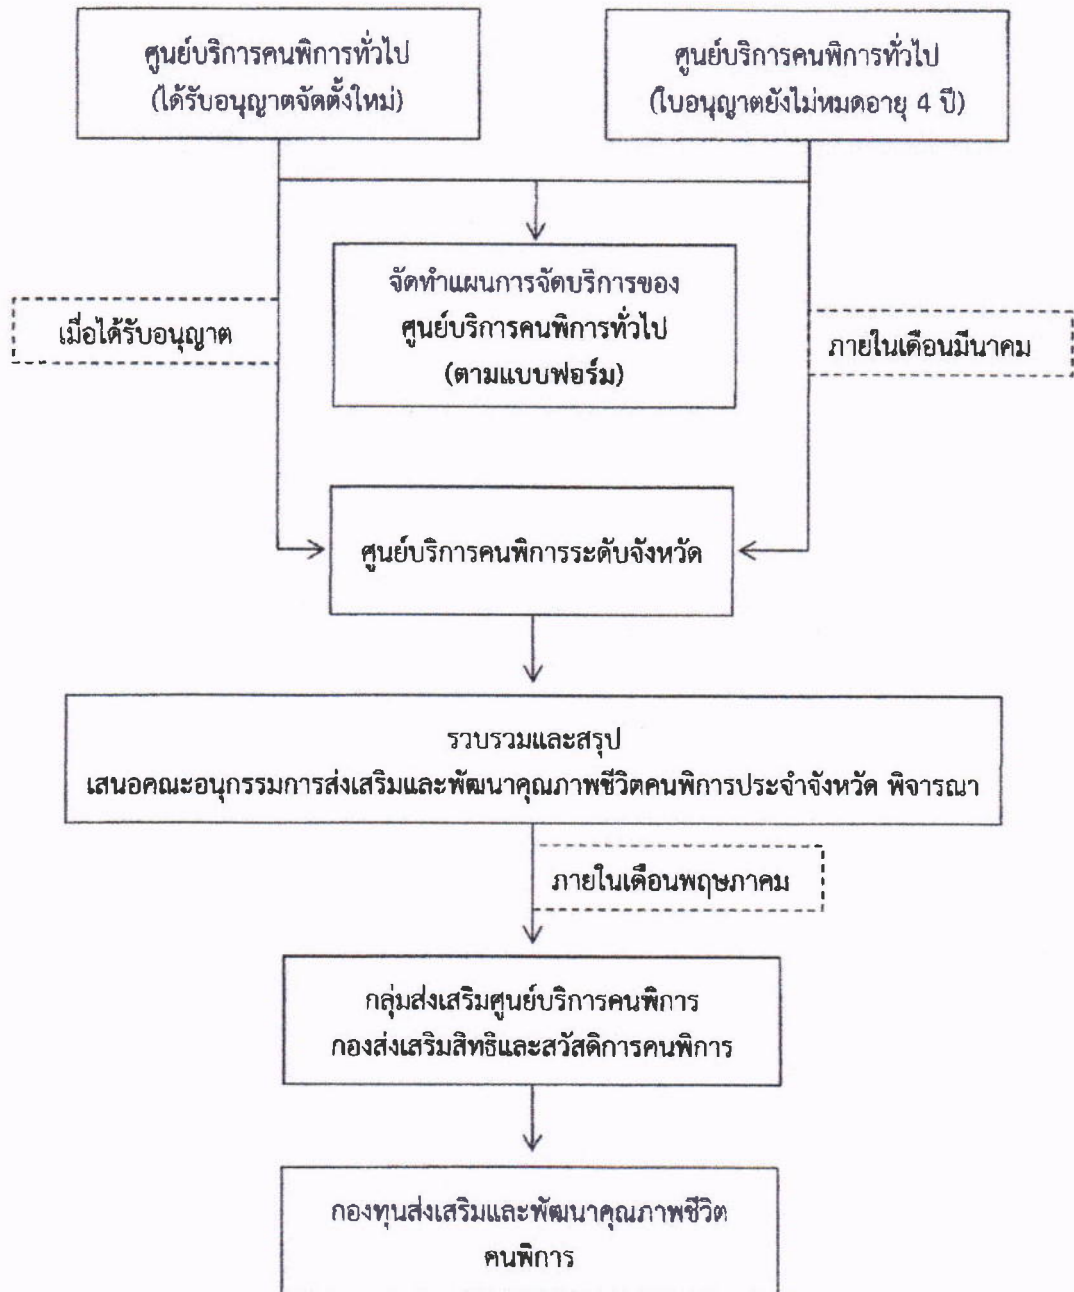 ศูนย์บริการคนพิการทั่วไป
(ได้รับอนุญาตจัดตั้งใหม่)
ศูนย์บริการคนพิการทั่วไป
(ใบอนุญาตยังไม่หมดอายุ 4 ปี)
จัดทำแผนการจัดบริการของ
ศูนย์บริการคนพิการทั่วไป
(ตามแบบฟอร์ม)
เมื่อได้รับอนุญาต
ภายในเดือนมีนาคม
ศูนย์บริการคนพิการระดับจังหวัด
รวบรวมและสรุป
เสนอคณะอนุกรรมการส่งเสริมและพัฒนาคุณภาพชีวิตคนพิการประจำจังหวัด พิจารณา
ภายในเดือนพฤษภาคม
กลุ่มส่งเสริมศูนย์บริการคนพิการ
กองส่งเสริมสิทธิและสวัสดิการคนพิการ
กองทุนส่งเสริมและพัฒนาคุณภาพชีวิต
คนพิการ